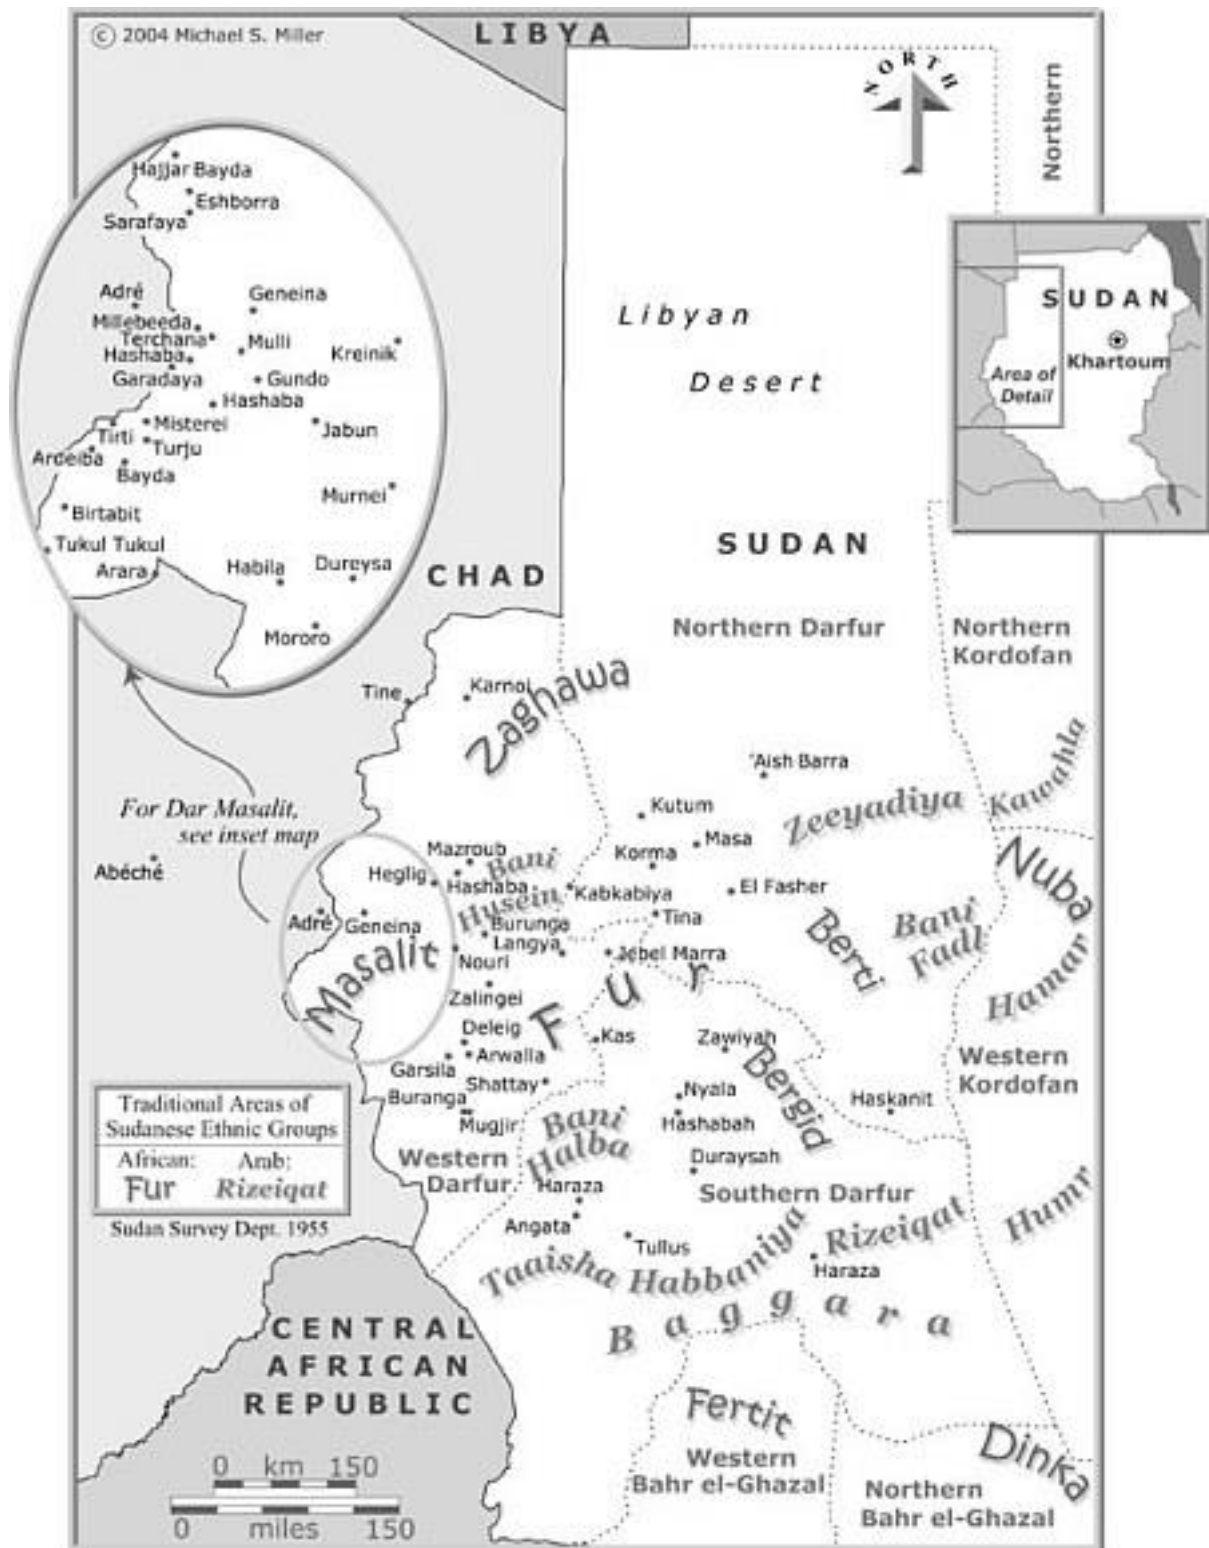 © 2004 Michael S. Miller
LIBYA
NORTH
Northern
Hajjar Bayda
Eshborra
Sarafaya
Adré
Geneina
Millebeeda
Terchana
Mulli
Hashaba
Kreinik
Garadaya
Gundo
Hashaba
Misterei
Tirti
Jabun
Turju
Ardeiba
Bayda
Murnei
Birtabit
Tukul Tukul
Arara
Habila
Dureysa
Mororo
Libyan
Desert
SUDAN
Khartoum
Area of
Detail
SUDAN
CHAD
Northern Darfur
Northern
Kordofan
Tine
Karnoi
Zaghawa
'Aish Barra
Kawahla
Zeeyadiya
Kutum
For Dar Masalit,
see inset map
Masa
Korma
Nuba
Abéché
Mazroub
Bani
Husein
Heglig
Hashaba
Kabkabiya
El Fasher
Adré
Geneina
Burunga
Tina
Berti
Bani
Fadl
Langya
Jebel Marra
Masalit
Nouri
Hamar
Zalingei
Fur
Deleig
Kas
Zawiyah
Arwalla
Garsila
Bergid
Western
Kordofan
Shattay
Nyala
Haskanit
Buranga
Mugjir
Hashabah
Bani
Halba
Traditional Areas of
Sudanese Ethnic Groups
African: Arab:
Fur Rizeiqat
Sudan Survey Dept. 1955
Western
Darfur
Duraysah
Haraza
Southern Darfur
Humr
Angata
Rizeiqat
Tullus
Taaisha
Habbaniya
Haraza
Baggara
CENTRAL
AFRICAN
REPUBLIC
Fertit
Dinka
Western
Bahr el-Ghazal
Northern
Bahr el-Ghazal
0 km 150
0 miles 150